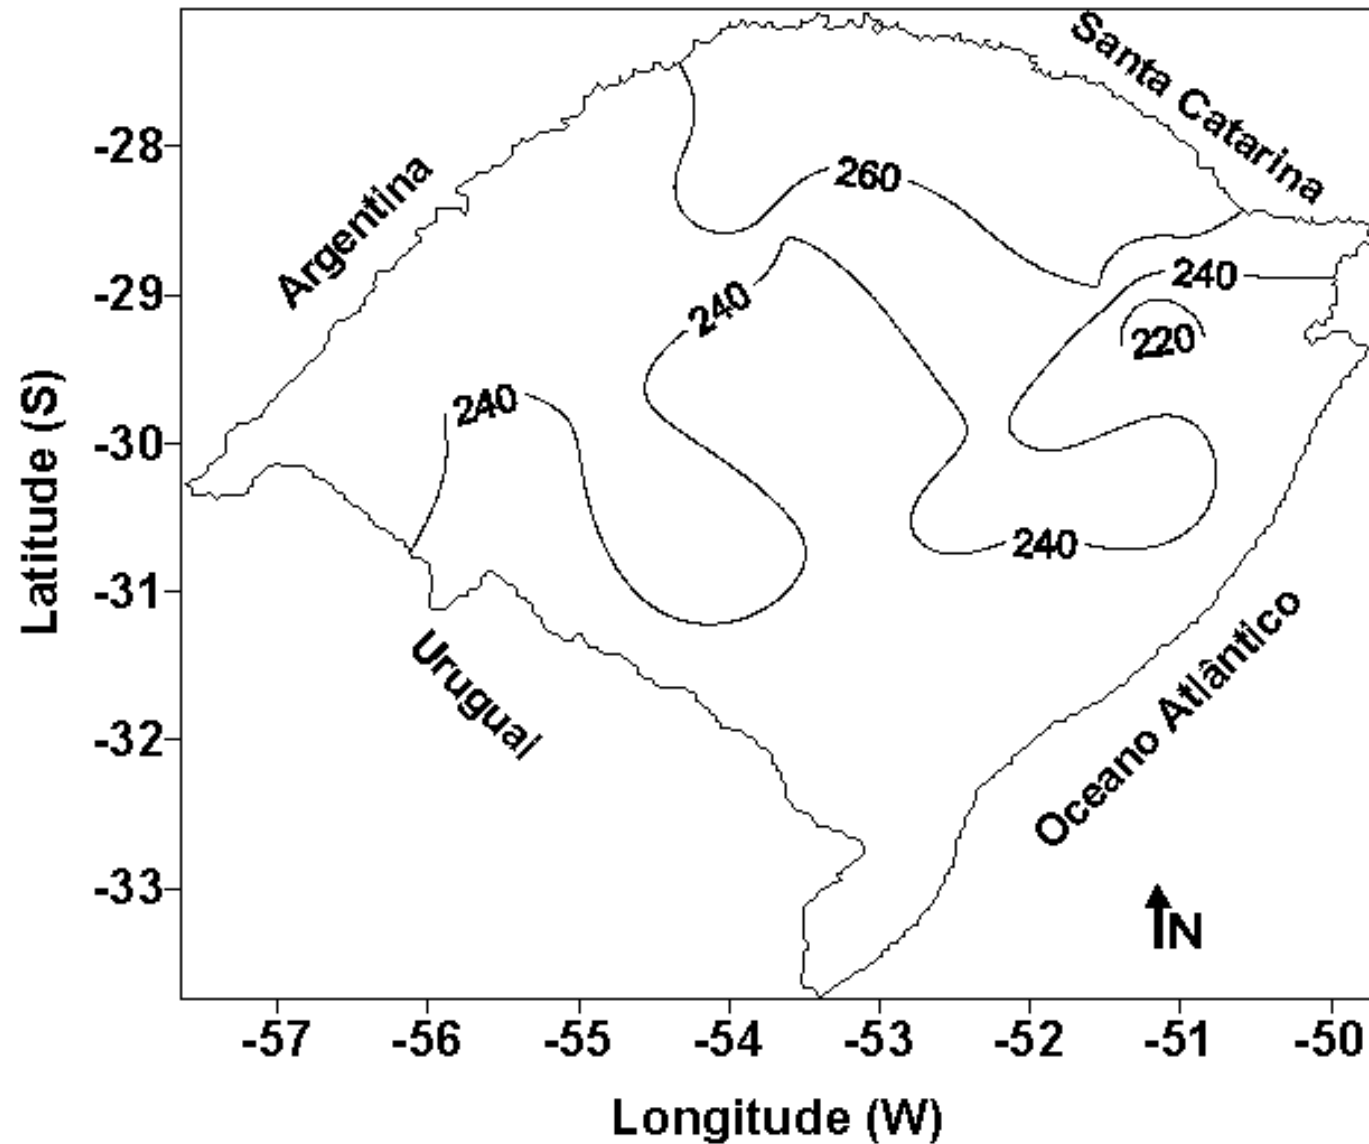 Santa Catarina
Argentina
260
240
240
220
240
240
Uruguai
Oceano Atlântico
N
Latitude (S)
-28
-29
-30
-31
-32
-33
-57
-56
-55
-54
-53
-52
-51
-50
Longitude (W)